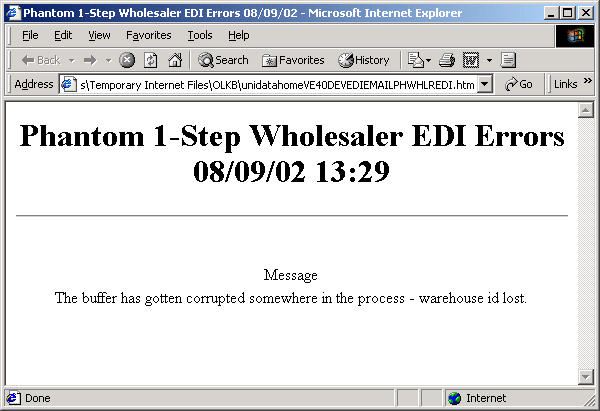 Phantom 1-Step Wholesaler EDI Errors 08/09/02 - Microsoft Internet Explorer
File Edit View Favorites Tools Help
Back Search Favorites History
Address s\Temporary Internet Files\OLKB\unidatahomeVE40DEVEDIEMAILPHWHLREDI.htm Go Links »
Phantom 1-Step Wholesaler EDI Errors
08/09/02 13:29
Message
The buffer has gotten corrupted somewhere in the process - warehouse id lost.
Done Internet